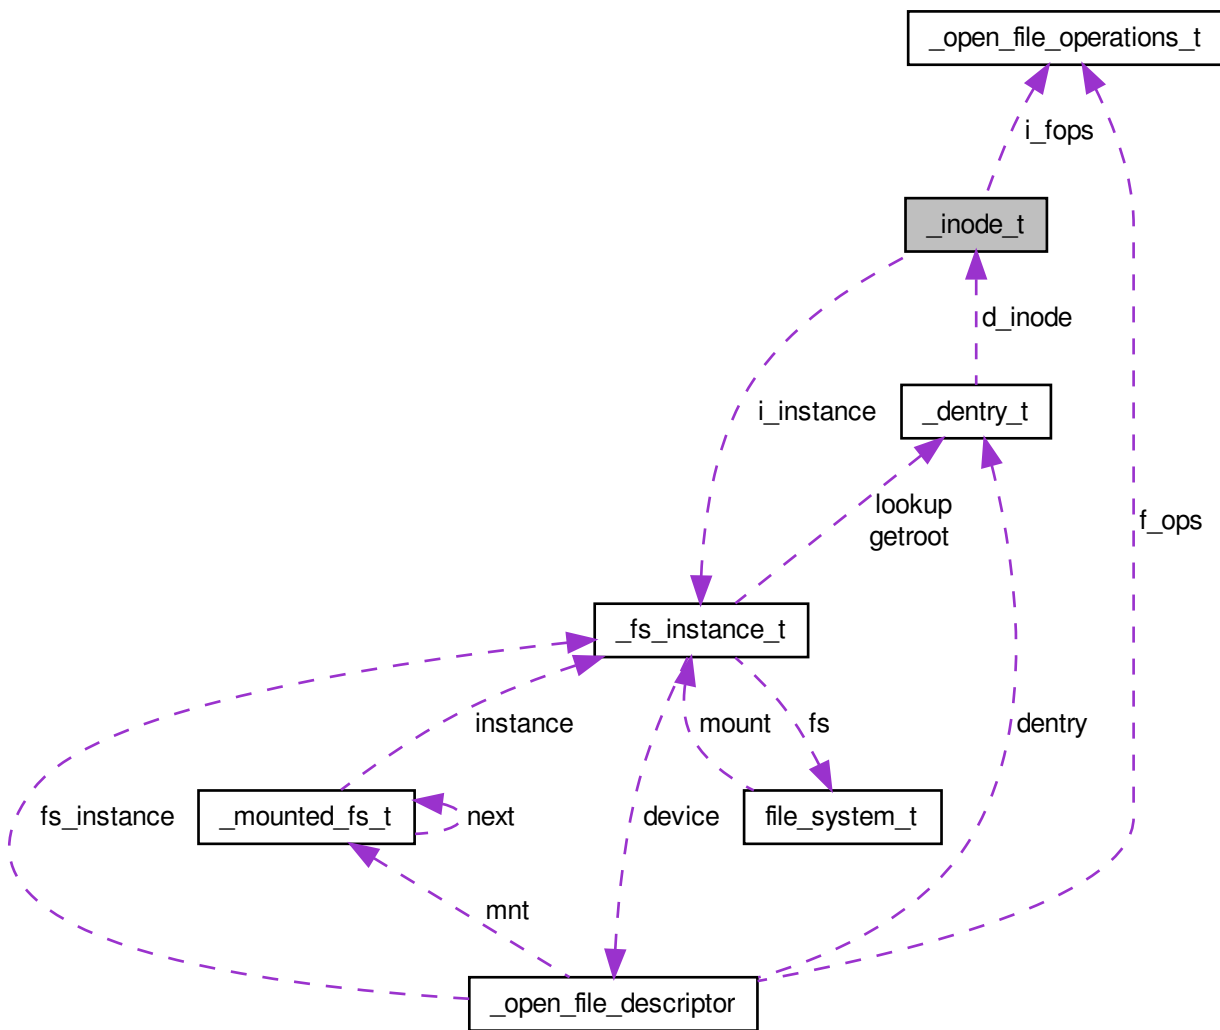 _open_file_operations_t
i_fops
_inode_t
d_inode
i_instance
_dentry_t
lookup
getroot
f_ops
_fs_instance_t
instance
mount
fs
dentry
fs_instance
_mounted_fs_t
next
device
file_system_t
mnt
_open_file_descriptor